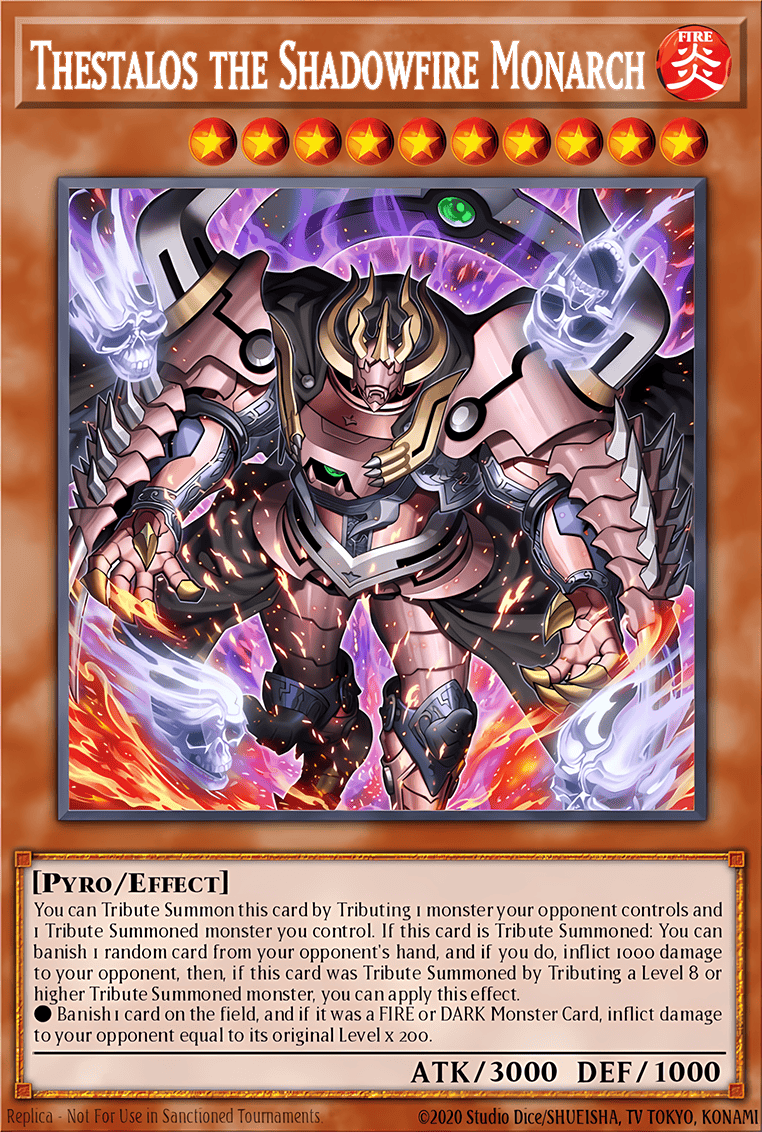 Thestalos the Shadowfire Monarch
FIRE
炎
[Pyro/Effect]
You can Tribute Summon this card by Tributing 1 monster your opponent controls and
1 Tribute Summoned monster you control. If this card is Tribute Summoned: You can
banish 1 random card from your opponent's hand, and if you do, inflict 1000 damage
to your opponent, then, if this card was Tribute Summoned by Tributing a Level 8 or
higher Tribute Summoned monster, you can apply this effect.
● Banish 1 card on the field, and if it was a FIRE or DARK Monster Card, inflict damage
to your opponent equal to its original Level x 200.
ATK/3000 DEF/1000
Replica - Not For Use in Sanctioned Tournaments.
©2020 Studio Dice/SHUEISHA, TV TOKYO, KONAMI